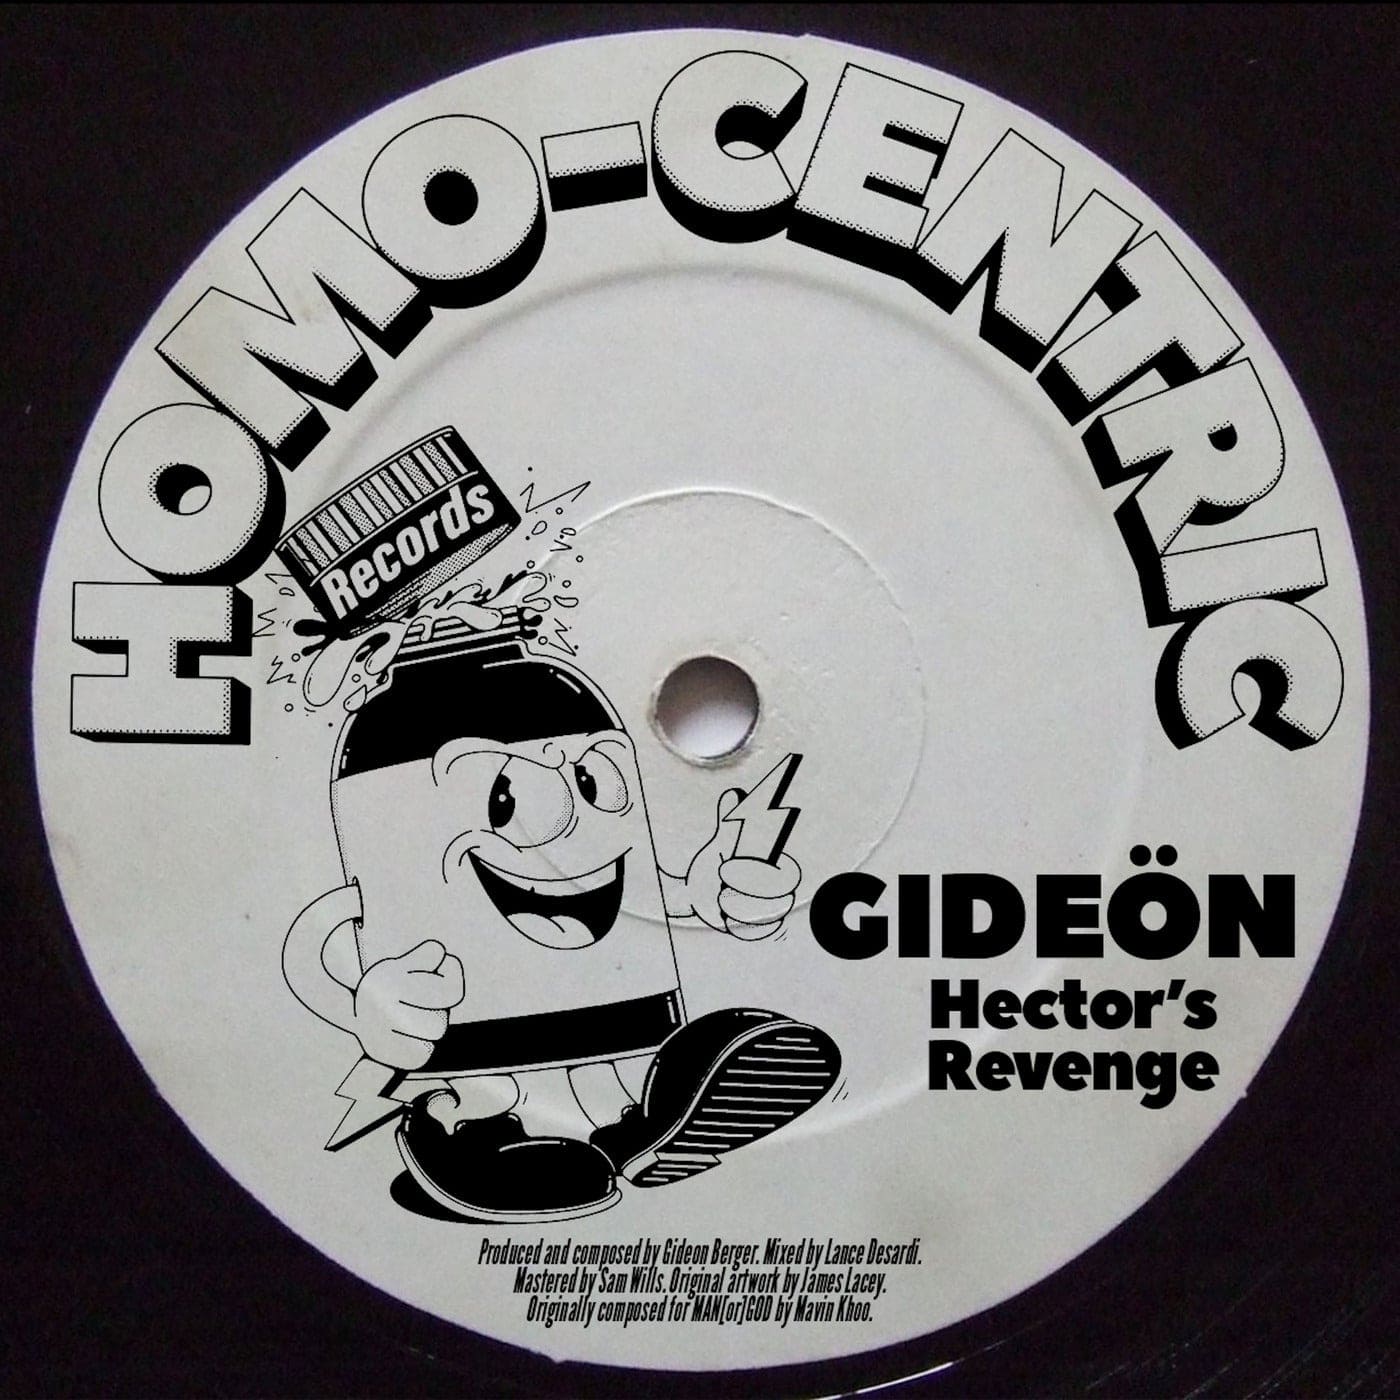 HOMO-CENTRIC
Records
GIDEÖN
Hector's
Revenge
Produced and composed by Gideon Berger. Mixed by Lance Desardi.
Mastered by Sam Wills. Original artwork by James Lacey.
Originally composed for MAN[or]GOD by Mavin Khoo.